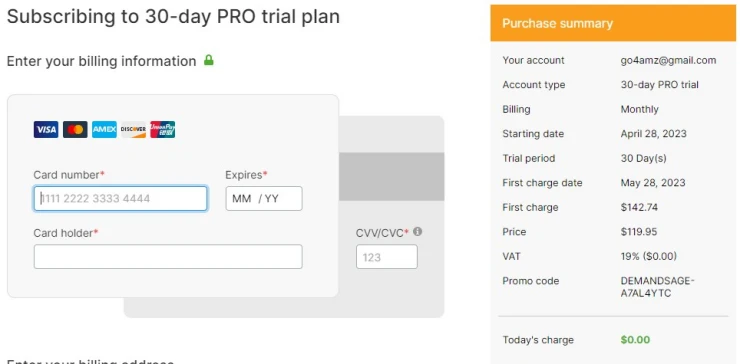 Subscribing to 30-day PRO trial plan
Enter your billing information
VISA AMEX DISCOVER UnionPay
Card number* Expires*
1111 2222 3333 4444 MM / YY
Card holder* CVV/CVC*
123
Enter your billing address
Purchase summary
Your account go4amz@gmail.com
Account type 30-day PRO trial
Billing Monthly
Starting date April 28, 2023
Trial period 30 Day(s)
First charge date May 28, 2023
First charge $142.74
Price $119.95
VAT 19% ($0.00)
Promo code DEMANDSAGE-
A7AL4YTC
Today's charge $0.00